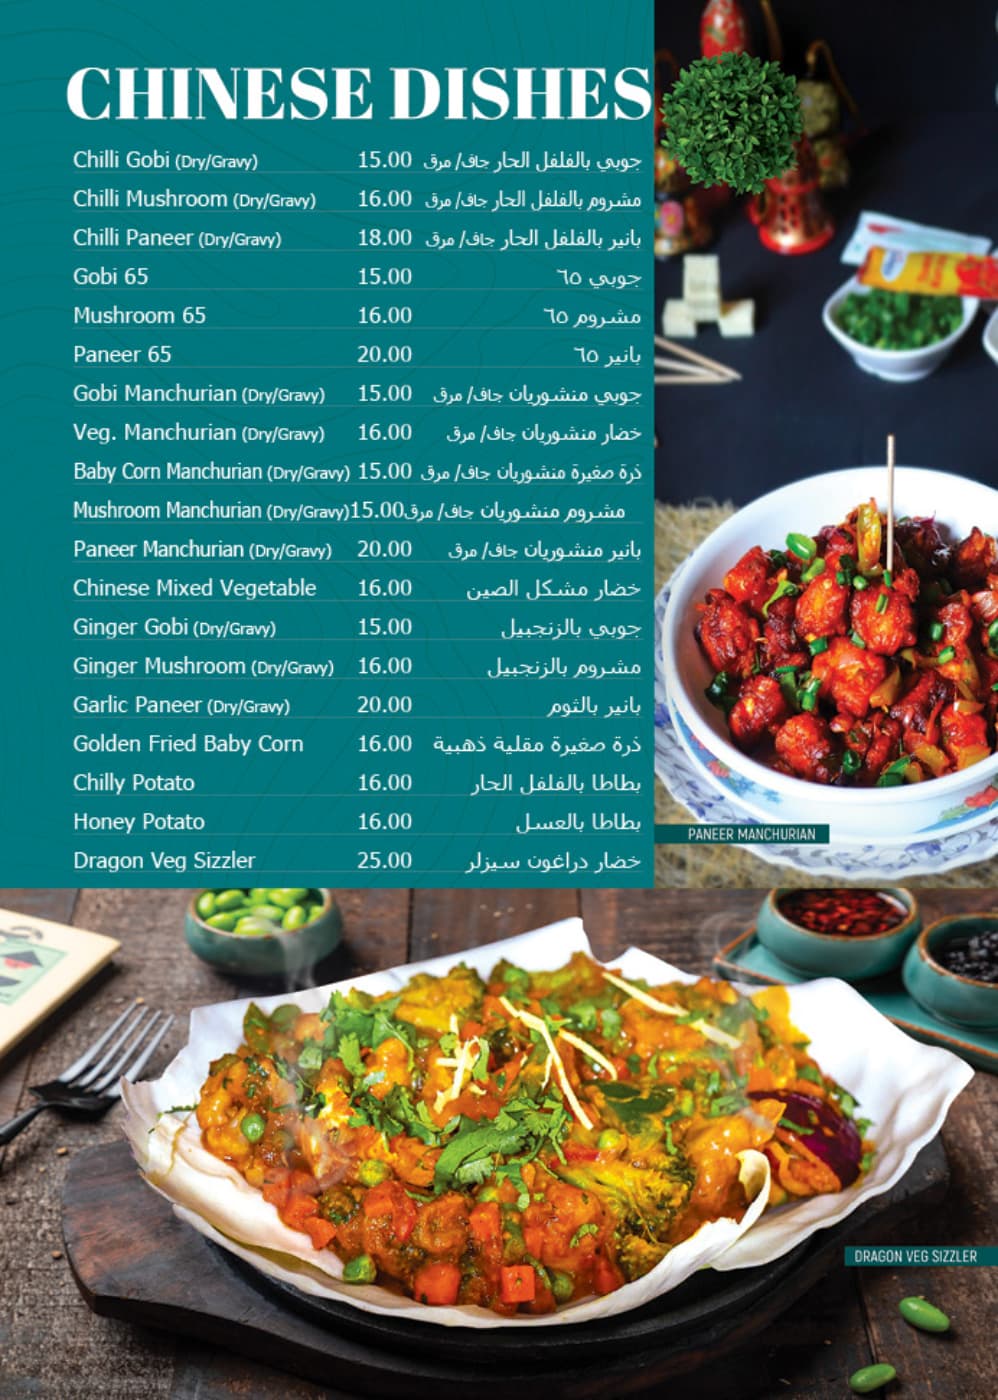 CHINESE DISHES
Chilli Gobi (Dry/Gravy) 15.00 جوبي بالفلفل الحار جاف/ مرق
Chilli Mushroom (Dry/Gravy) 16.00 مشروم بالفلفل الحار جاف/ مرق
Chilli Paneer (Dry/Gravy) 18.00 بانير بالفلفل الحار جاف/ مرق
Gobi 65 15.00 جوبي ٦٥
Mushroom 65 16.00 مشروم ٦٥
Paneer 65 20.00 بانير ٦٥
Gobi Manchurian (Dry/Gravy) 15.00 جوبي منشوريان جاف/ مرق
Veg. Manchurian (Dry/Gravy) 16.00 خضار منشوريان جاف/ مرق
Baby Corn Manchurian (Dry/Gravy) 15.00 ذرة صغيرة منشوريان جاف/ مرق
Mushroom Manchurian (Dry/Gravy)15.00 مشروم منشوريان جاف/ مرق
Paneer Manchurian (Dry/Gravy) 20.00 بانير منشوريان جاف/ مرق
Chinese Mixed Vegetable 16.00 خضار مشكل الصين
Ginger Gobi (Dry/Gravy) 15.00 جوبي بالزنجبيل
Ginger Mushroom (Dry/Gravy) 16.00 مشروم بالزنجبيل
Garlic Paneer (Dry/Gravy) 20.00 بانير بالثوم
Golden Fried Baby Corn 16.00 ذرة صغيرة مقلية ذهبية
Chilly Potato 16.00 بطاطا بالفلفل الحار
Honey Potato 16.00 بطاطا بالعسل
Dragon Veg Sizzler 25.00 خضار دراغون سيزلر
PANEER MANCHURIAN
DRAGON VEG SIZZLER